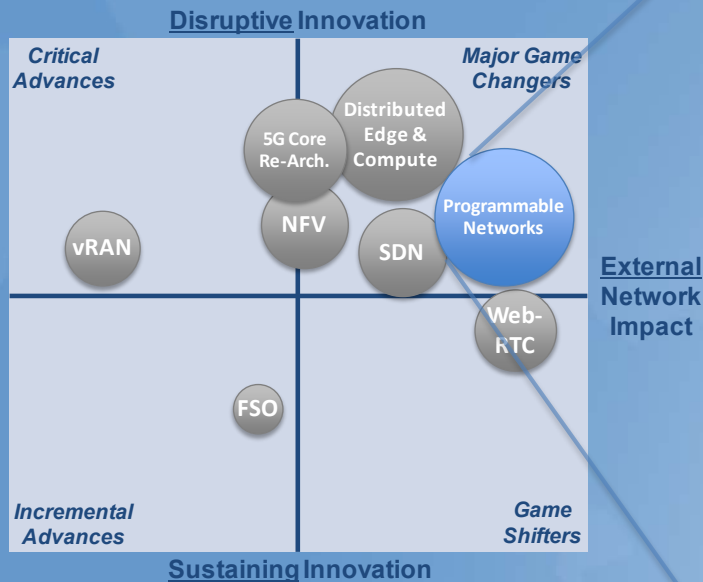 Disruptive Innovation
Critical
Advances
Major Game
Changers
Distributed
Edge &
Compute
5G Core
Re-Arch.
Programmable
Networks
NFV
vRAN
SDN
External
Network
Impact
Web-
RTC
FSO
Incremental
Advances
Game
Shifters
Sustaining Innovation